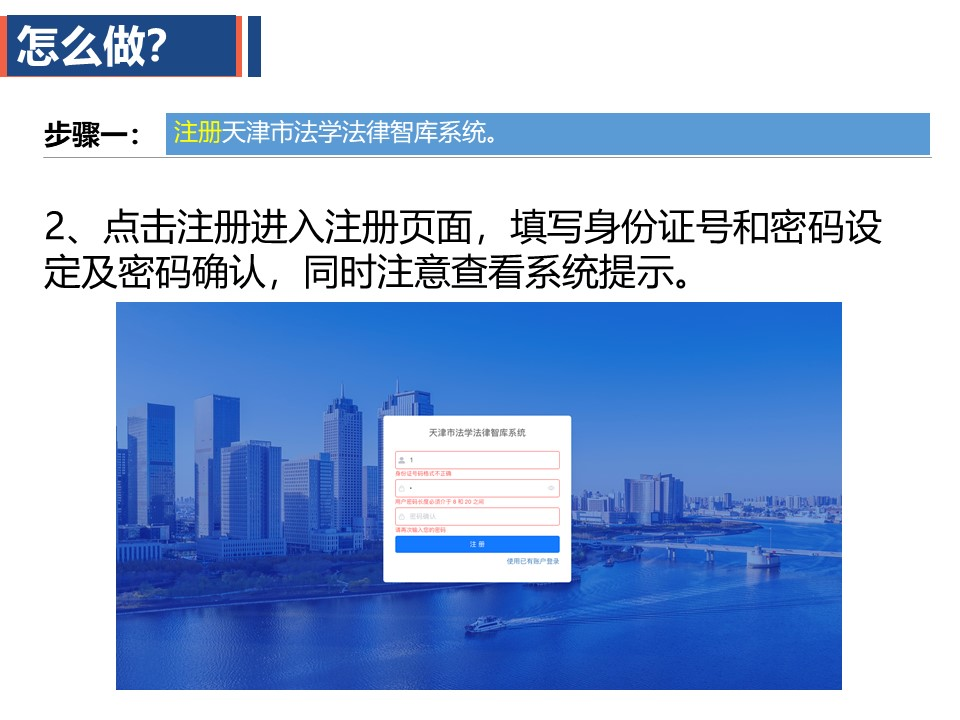 怎么做?
步骤一：
注册天津市法学法律智库系统。
2、点击注册进入注册页面，填写身份证号和密码设
定及密码确认，同时注意查看系统提示。
天津市法学法律智库系统
1
身份证号码格式不正确
用户密码长度必须介于 6 和 20 之间
密码确认
请再次输入您的密码
注 册
使用已有账户登录